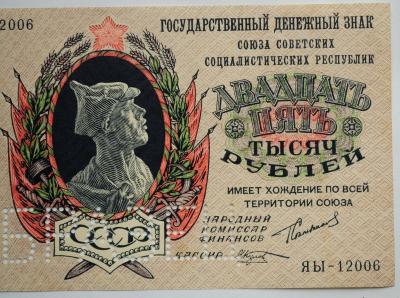 2006
ГОСУДАРСТВЕННЫЙ ДЕНЕЖНЫЙ ЗНАК
СОЮЗА СОВЕТСКИХ
СОЦИАЛИСТИЧЕСКИХ РЕСПУБЛИК
ДВАДЦАТЬ
ПЯТЬ
ТЫСЯЧ
РУБЛЕЙ
ИМЕЕТ ХОЖДЕНИЕ ПО ВСЕЙ
ТЕРРИТОРИИ СОЮЗА
НАРОДНЫЙ
КОМИССАР
ФИНАНСОВ
СССР
КАССИР
ЯЫ-12006